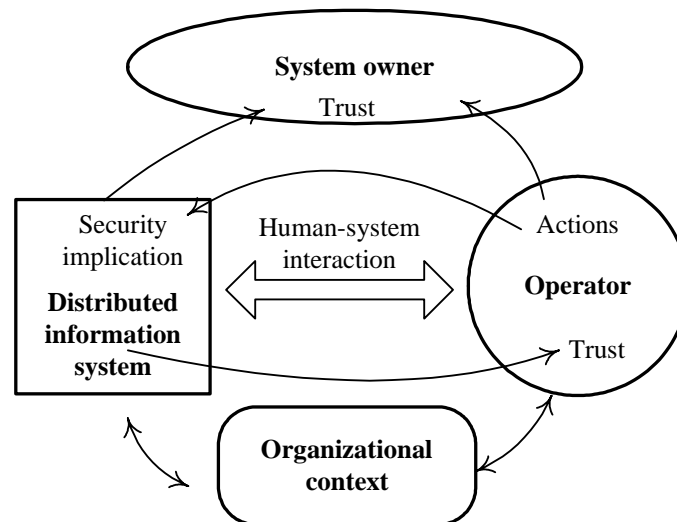 System owner
Trust
Security
implication
Distributed
information
system
Human-system
interaction
Actions
Operator
Trust
Organizational
context